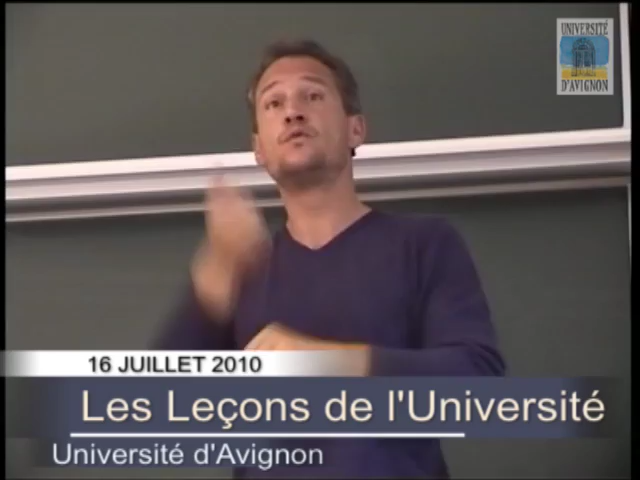 UNIVERSITÉ
D'AVIGNON
16 JUILLET 2010
Les Leçons de l'Université
Université d'Avignon